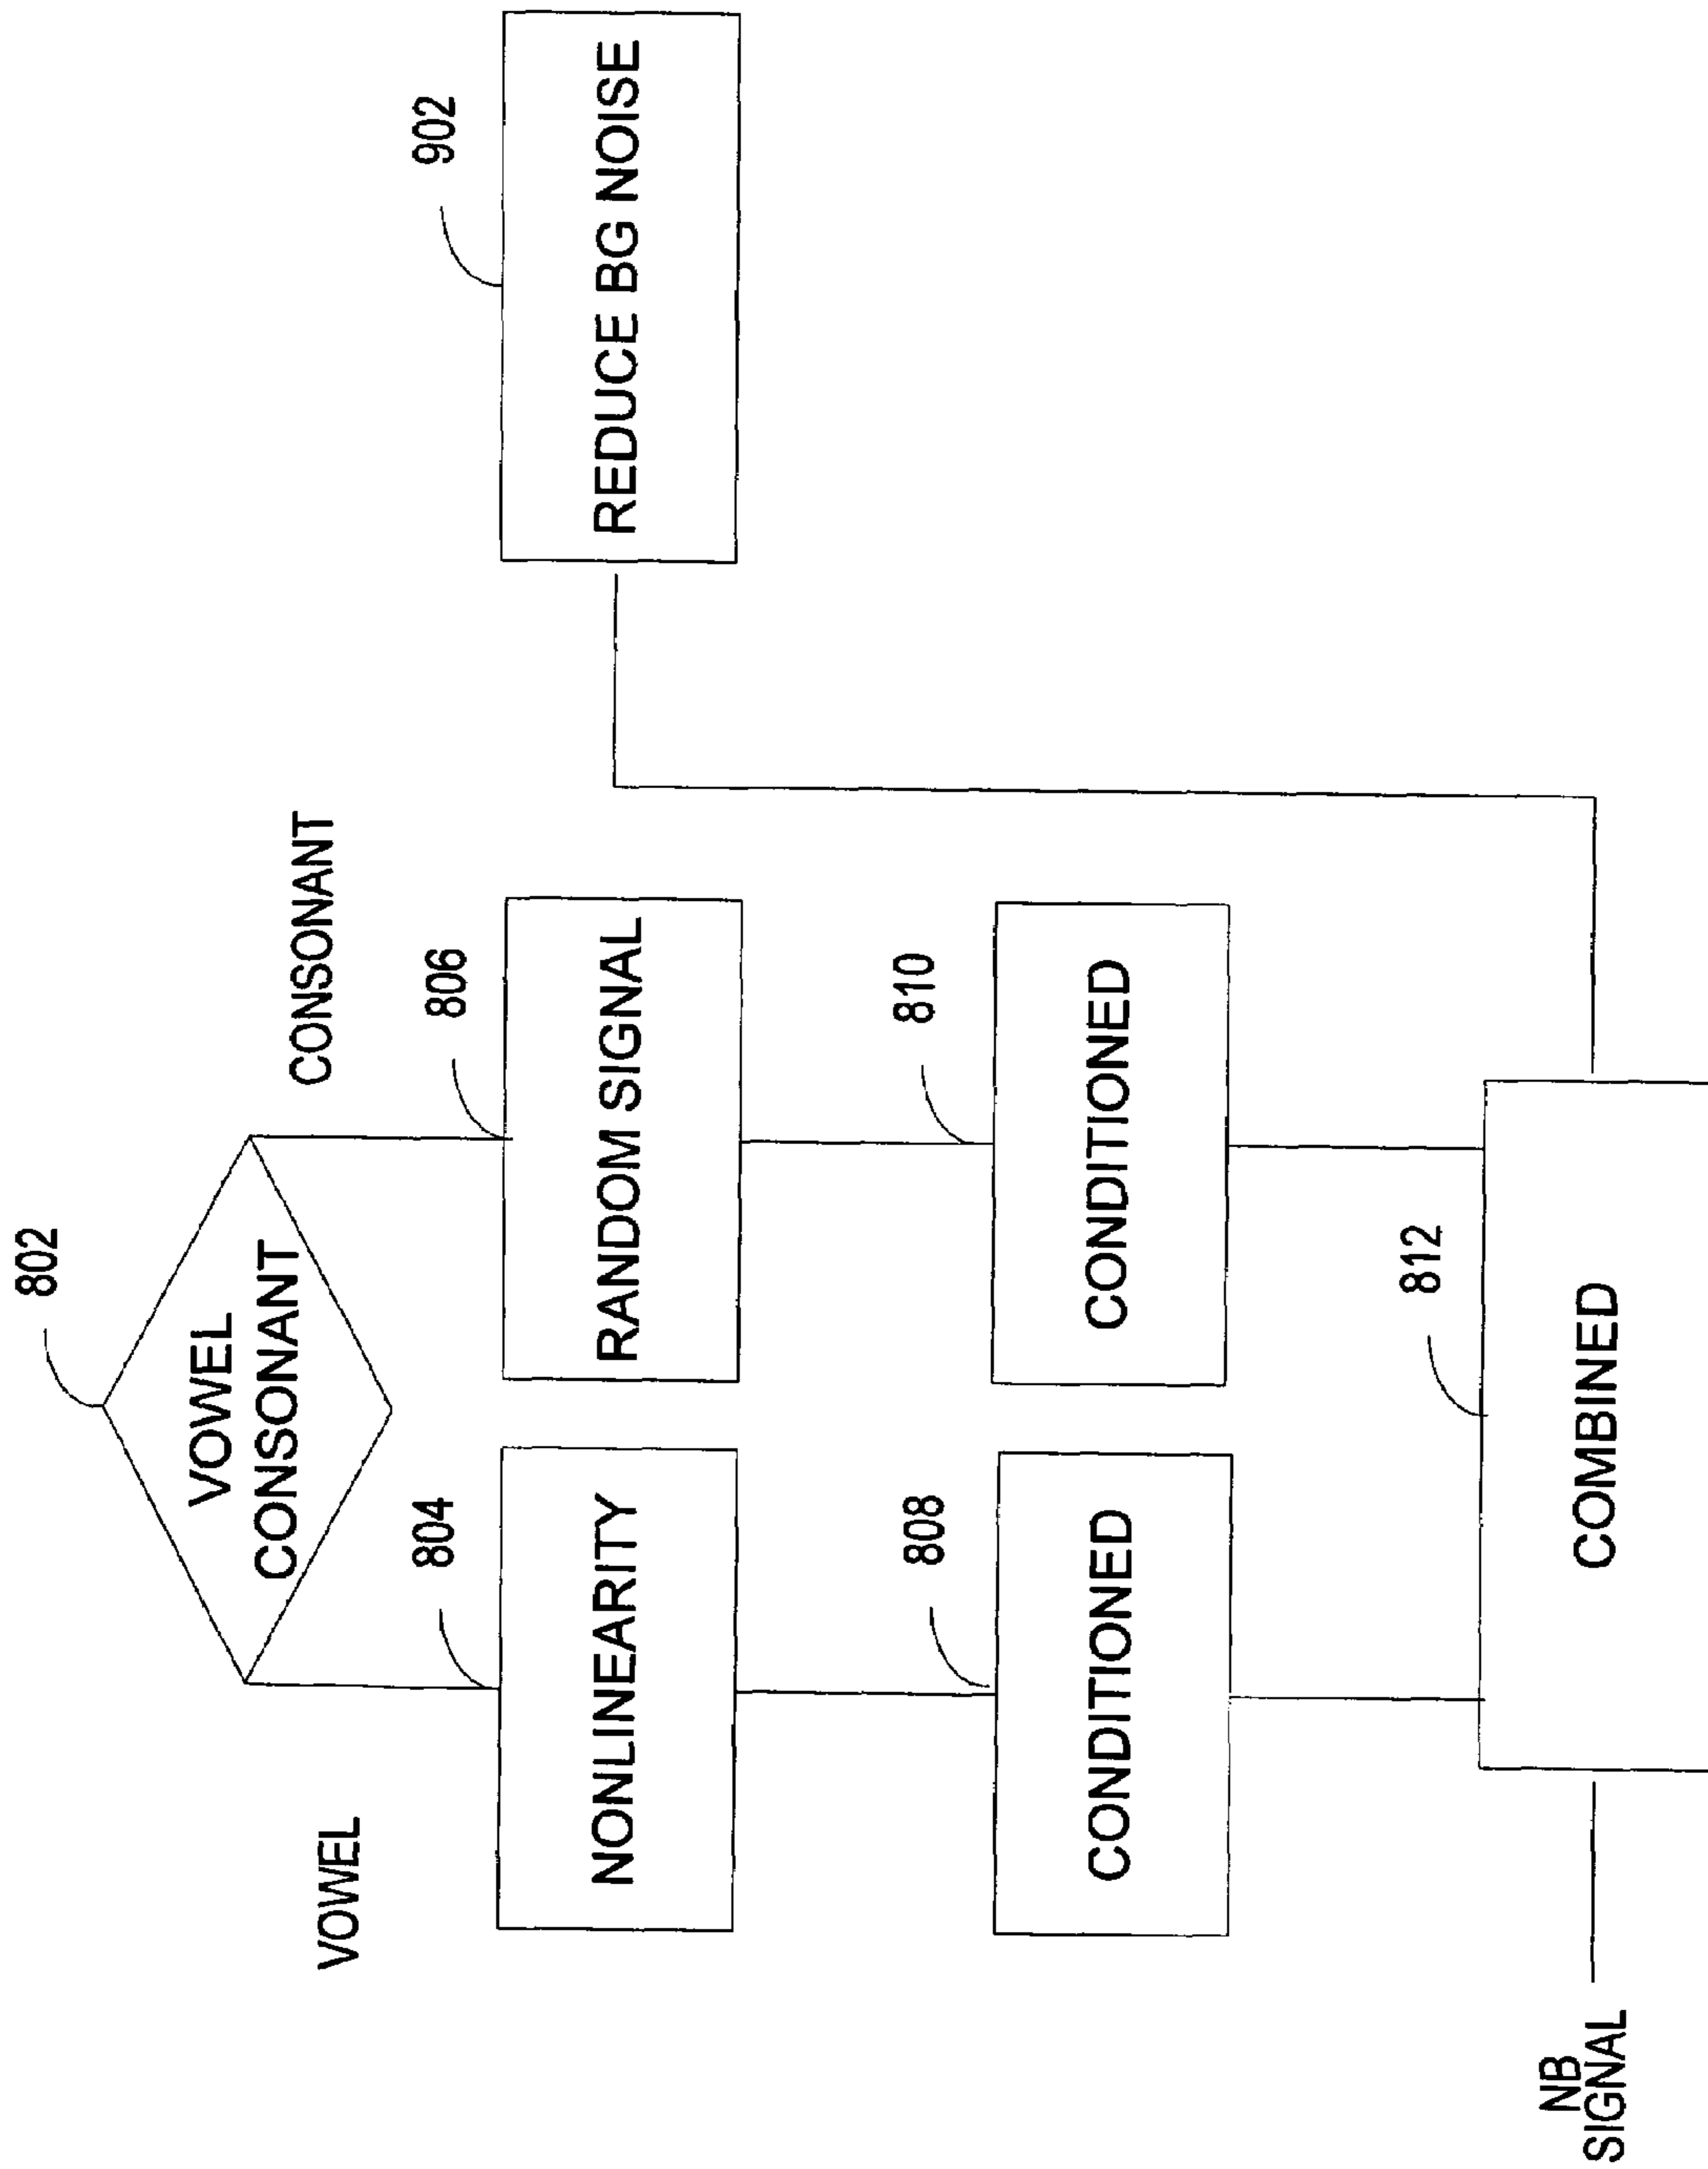 802
VOWEL
CONSONANT
VOWEL
CONSONANT
804
NONLINEARITY
806
RANDOM SIGNAL
902
REDUCE BG NOISE
808
CONDITIONED
810
CONDITIONED
812
NB
SIGNAL
COMBINED